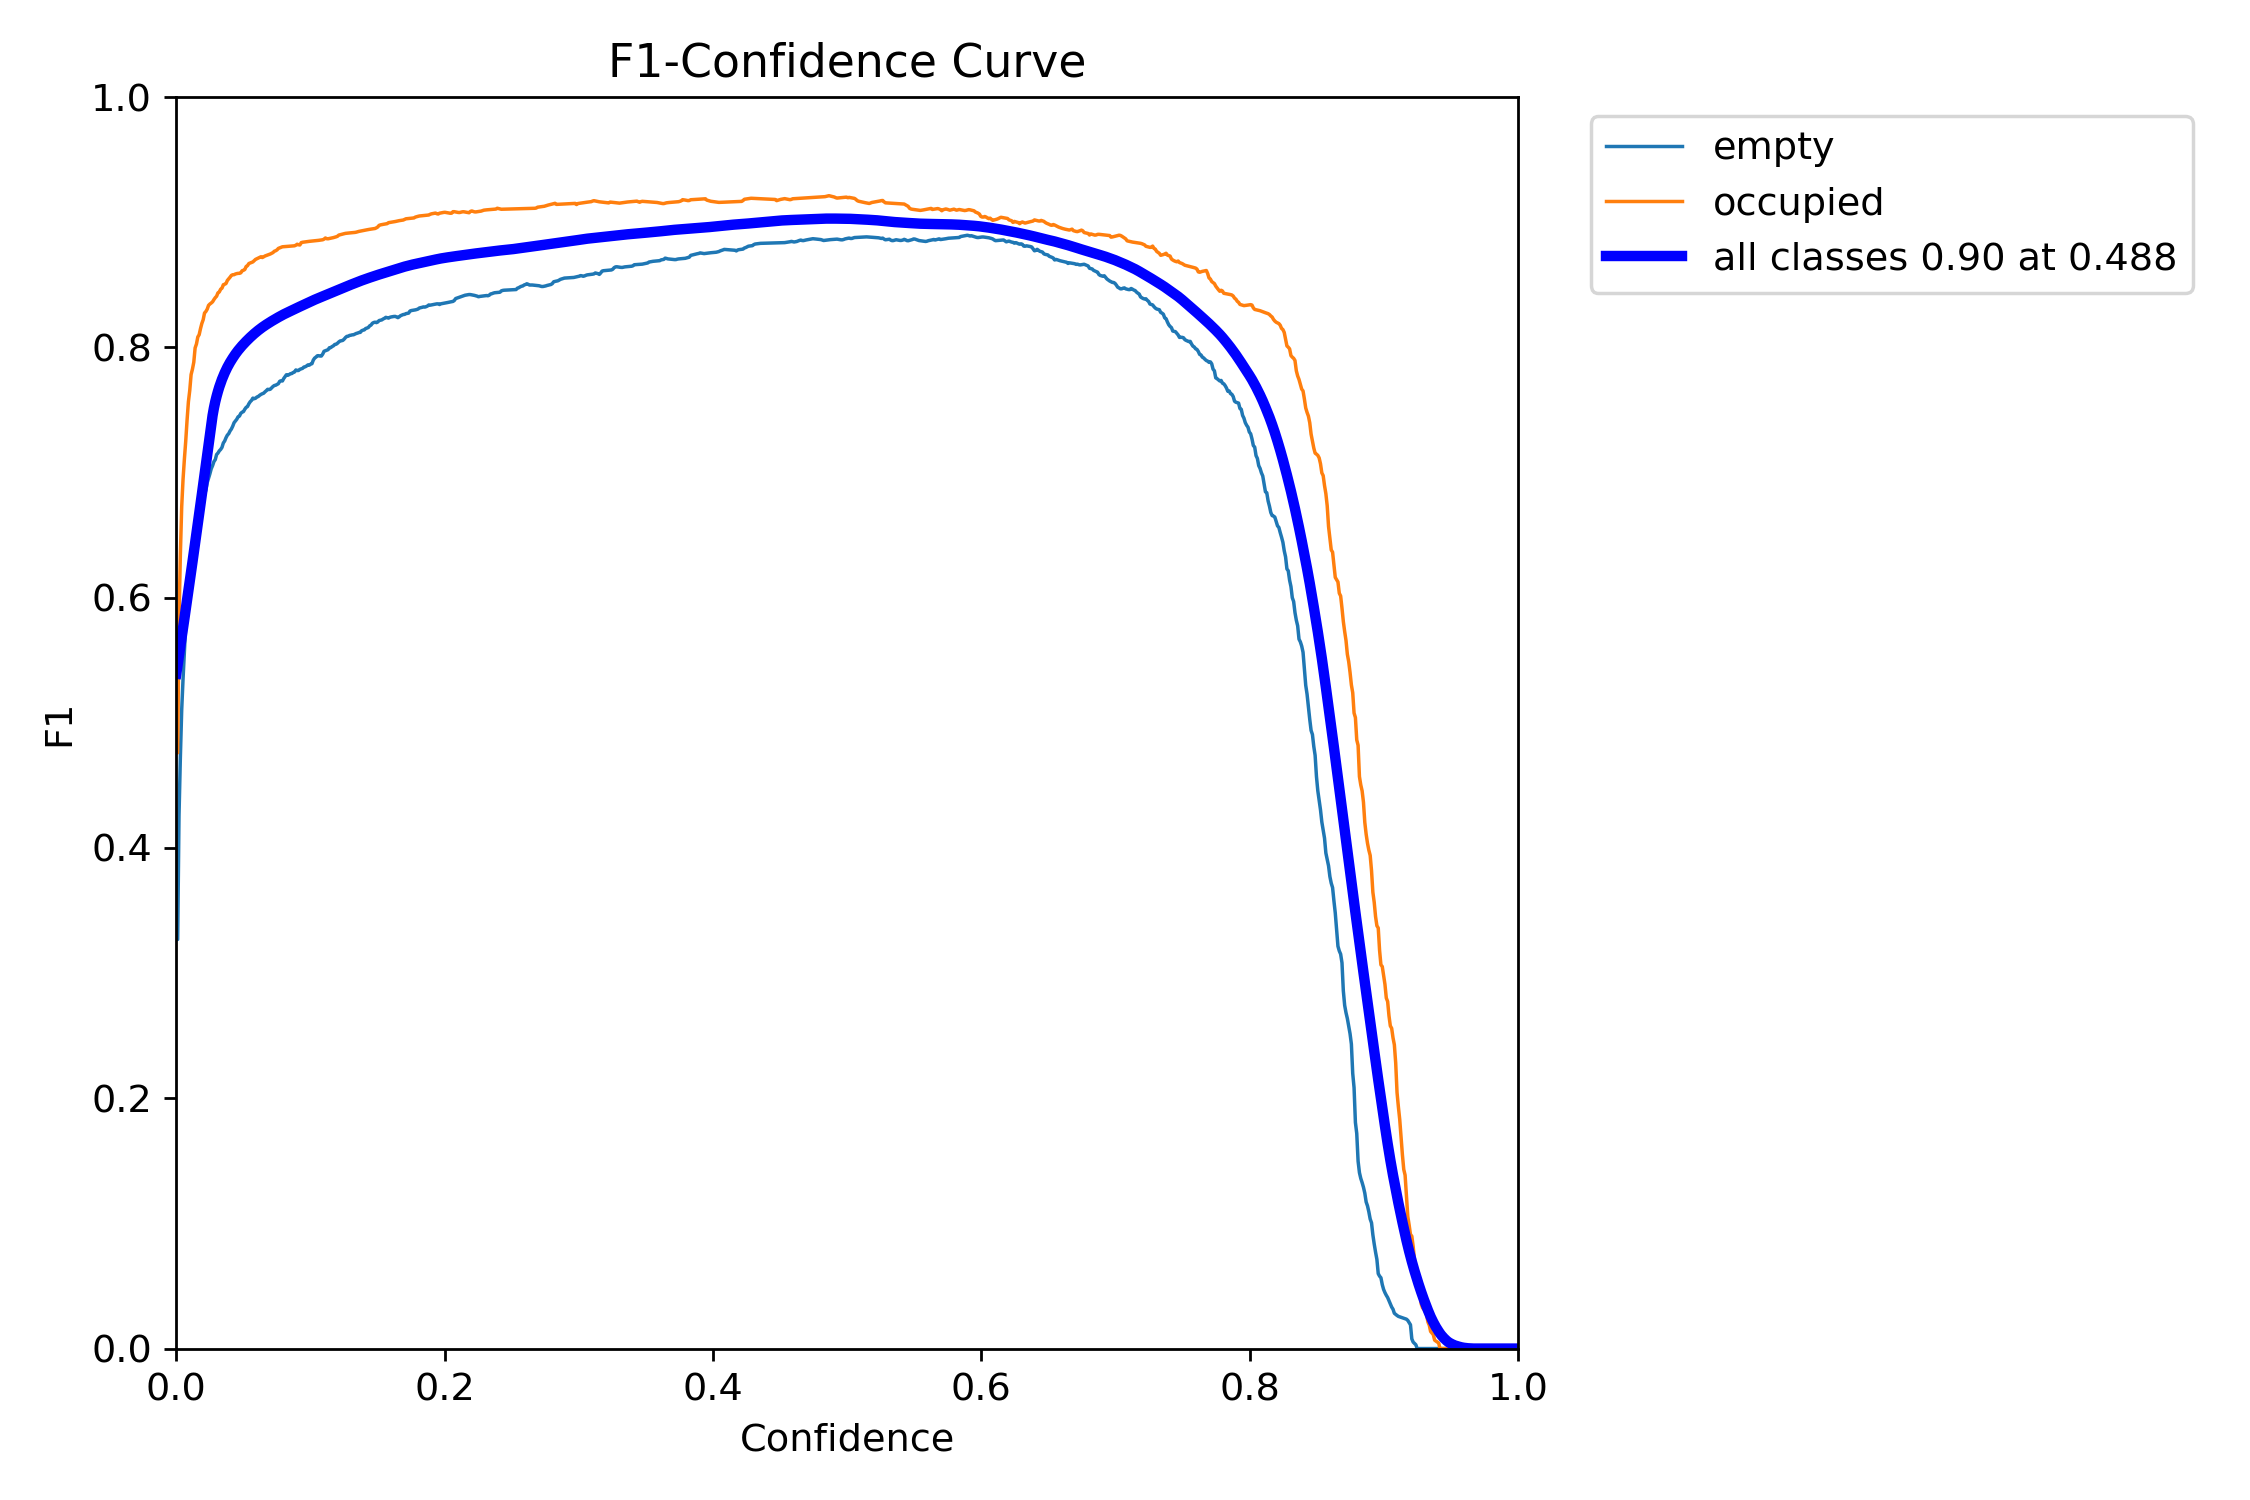 F1-Confidence Curve
1.0
0.8
0.6
0.4
0.2
0.0
F1
0.0 0.2 0.4 0.6 0.8 1.0
Confidence
empty
occupied
all classes 0.90 at 0.488